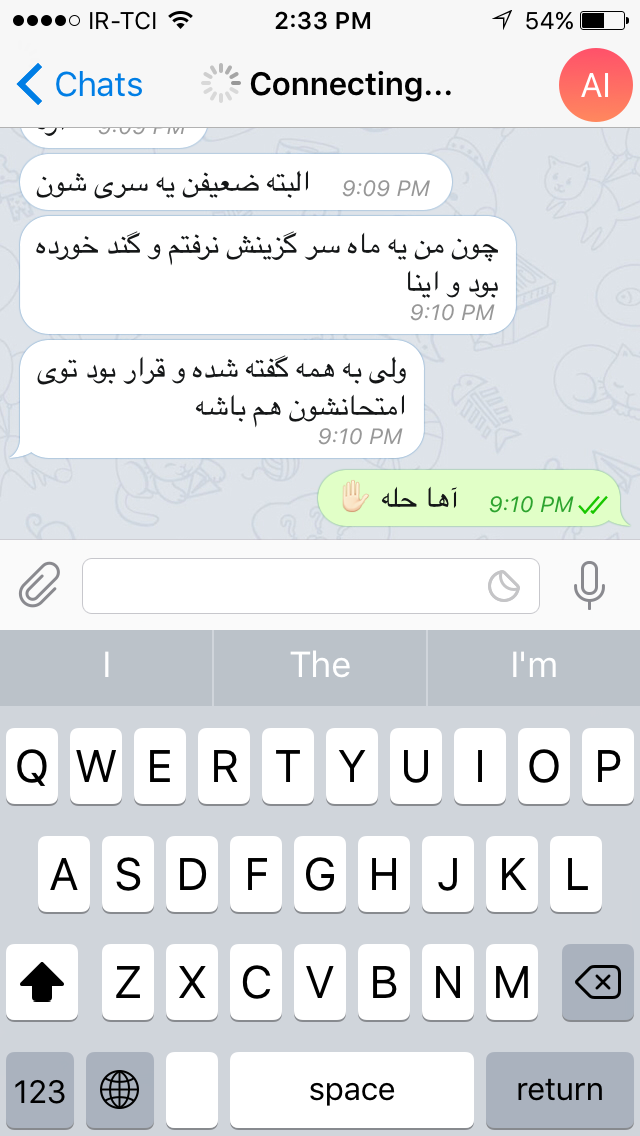 IR-TCI 2:33 PM 54%
Chats Connecting... AI
9:09 PM
البته ضعیفن یه سری شون 9:09 PM
چون من یه ماه سر گزینش نرفتم و گند خورده
بود و اینا
9:10 PM
ولی به همه گفته شده و قرار بود توی
امتحانشون هم باشه
9:10 PM
آها حله ✋🏻 9:10 PM
I The I'm
Q W E R T Y U I O P
A S D F G H J K L
Z X C V B N M
123 space return